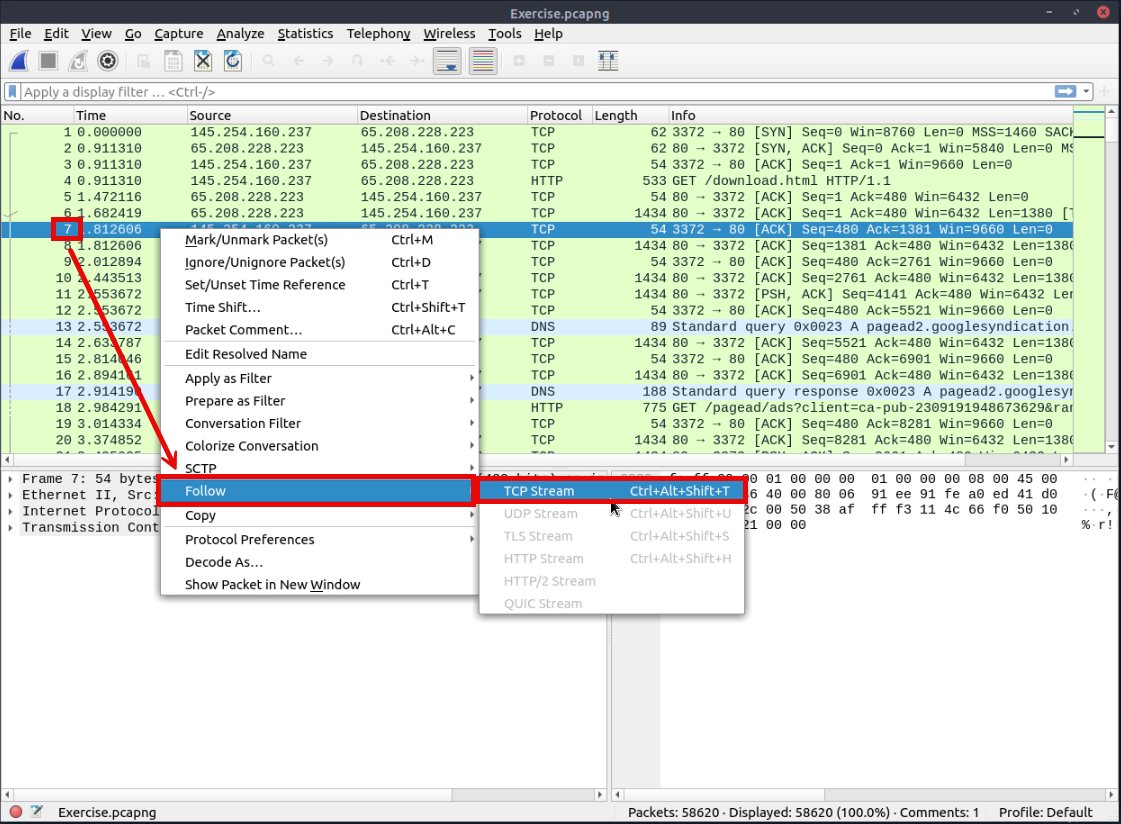 Exercise.pcapng
File Edit View Go Capture Analyze Statistics Telephony Wireless Tools Help
Apply a display filter … <Ctrl-/>
No. Time Source Destination Protocol Length Info
1 0.000000 145.254.160.237 65.208.228.223 TCP 62 3372 → 80 [SYN] Seq=0 Win=8760 Len=0 MSS=1460 SACK
2 0.911310 65.208.228.223 145.254.160.237 TCP 62 80 → 3372 [SYN, ACK] Seq=0 Ack=1 Win=5840 Len=0 MS
3 0.911310 145.254.160.237 65.208.228.223 TCP 54 3372 → 80 [ACK] Seq=1 Ack=1 Win=9660 Len=0
4 0.911310 145.254.160.237 65.208.228.223 HTTP 533 GET /download.html HTTP/1.1
5 1.472116 65.208.228.223 145.254.160.237 TCP 54 80 → 3372 [ACK] Seq=1 Ack=480 Win=6432 Len=0
6 1.682419 65.208.228.223 145.254.160.237 TCP 1434 80 → 3372 [ACK] Seq=1 Ack=480 Win=6432 Len=1380 [T
7 1.812606 145.254.160.237 65.208.228.223 TCP 54 3372 → 80 [ACK] Seq=480 Ack=1381 Win=9660 Len=0
8 1.812606 TCP 1434 80 → 3372 [ACK] Seq=1381 Ack=480 Win=6432 Len=1380
9 2.012894 TCP 54 3372 → 80 [ACK] Seq=480 Ack=2761 Win=9660 Len=0
10 2.443513 TCP 1434 80 → 3372 [ACK] Seq=2761 Ack=480 Win=6432 Len=1380
11 2.553672 TCP 1434 80 → 3372 [PSH, ACK] Seq=4141 Ack=480 Win=6432 Len
12 2.553672 TCP 54 3372 → 80 [ACK] Seq=480 Ack=5521 Win=9660 Len=0
13 2.553672 DNS 89 Standard query 0x0023 A pagead2.googlesyndication.
14 2.633787 TCP 1434 80 → 3372 [ACK] Seq=5521 Ack=480 Win=6432 Len=1380
15 2.814046 TCP 54 3372 → 80 [ACK] Seq=480 Ack=6901 Win=9660 Len=0
16 2.894161 TCP 1434 80 → 3372 [ACK] Seq=6901 Ack=480 Win=6432 Len=1380
17 2.914190 DNS 188 Standard query response 0x0023 A pagead2.googlesyn
18 2.984291 HTTP 775 GET /pagead/ads?client=ca-pub-2309191948673629&ran
19 3.014334 TCP 54 3372 → 80 [ACK] Seq=480 Ack=8281 Win=9660 Len=0
20 3.374852 TCP 1434 80 → 3372 [ACK] Seq=8281 Ack=480 Win=6432 Len=1380
Mark/Unmark Packet(s) Ctrl+M
Ignore/Unignore Packet(s) Ctrl+D
Set/Unset Time Reference Ctrl+T
Time Shift… Ctrl+Shift+T
Packet Comment… Ctrl+Alt+C
Edit Resolved Name
Apply as Filter
Prepare as Filter
Conversation Filter
Colorize Conversation
SCTP
Follow
Copy
Protocol Preferences
Decode As…
Show Packet in New Window
TCP Stream Ctrl+Alt+Shift+T
UDP Stream Ctrl+Alt+Shift+U
TLS Stream Ctrl+Alt+Shift+S
HTTP Stream Ctrl+Alt+Shift+H
HTTP/2 Stream
QUIC Stream
Frame 7: 54 bytes
Ethernet II, Src:
Internet Protocol
Transmission Cont
00 01 00 00 00 01 00 00 00 08 00 45 00
40 00 80 06 91 ee 91 fe a0 ed 41 d0
00 50 38 af ff f3 11 4c 66 f0 50 10
21 00 00
Exercise.pcapng
Packets: 58620 · Displayed: 58620 (100.0%) · Comments: 1
Profile: Default